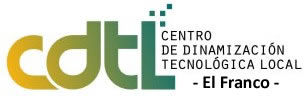 cdtl
CENTRO
DE DINAMIZACIÓN
TECNOLÓGICA LOCAL
- El Franco -